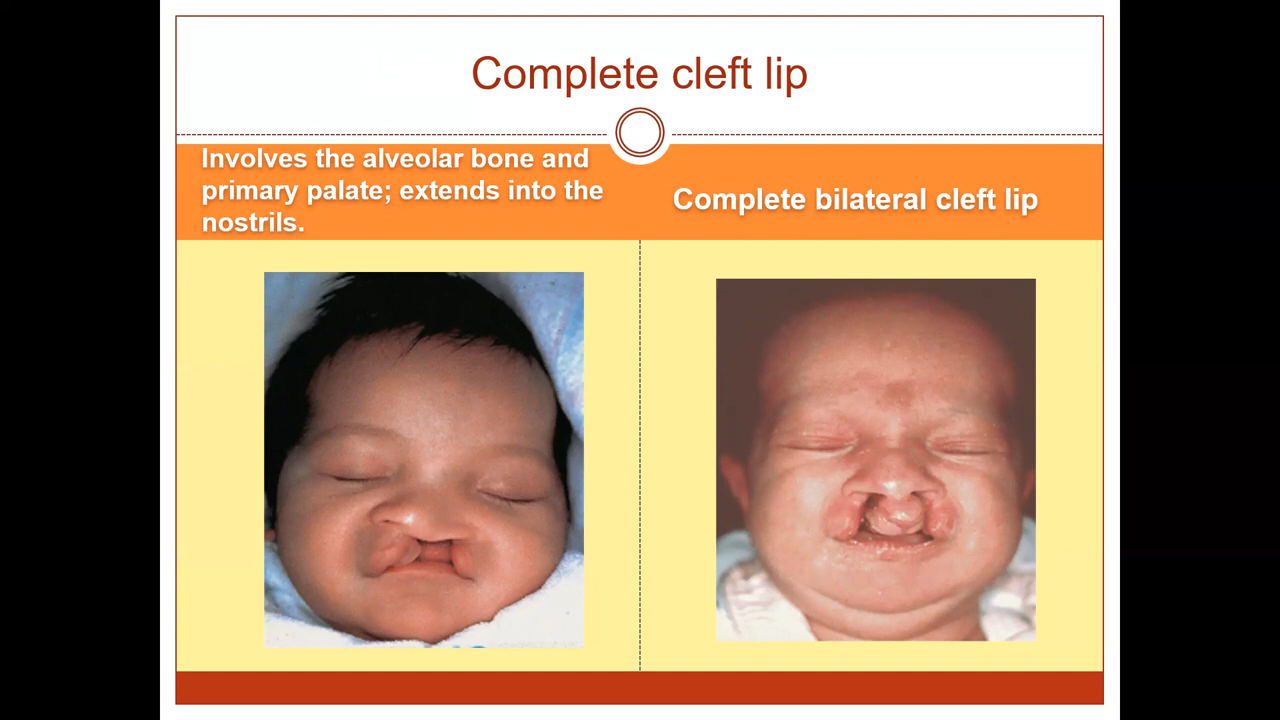 Complete cleft lip
Involves the alveolar bone and
primary palate; extends into the
nostrils.
Complete bilateral cleft lip